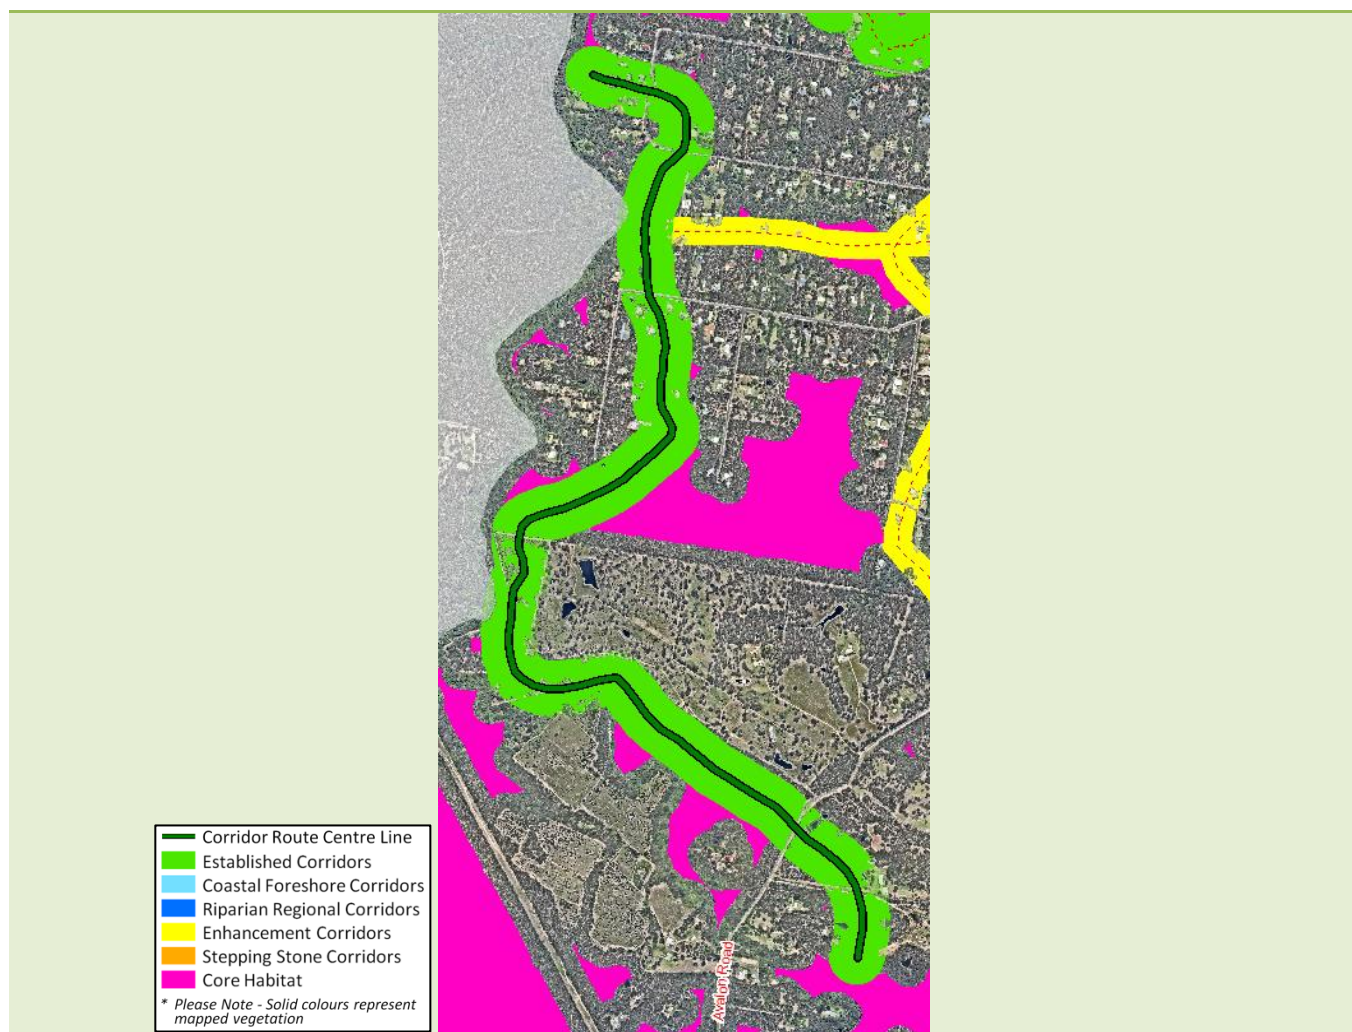 Corridor Route Centre Line
Established Corridors
Coastal Foreshore Corridors
Riparian Regional Corridors
Enhancement Corridors
Stepping Stone Corridors
Core Habitat
* Please Note - Solid colours represent
mapped vegetation
Avalon Road